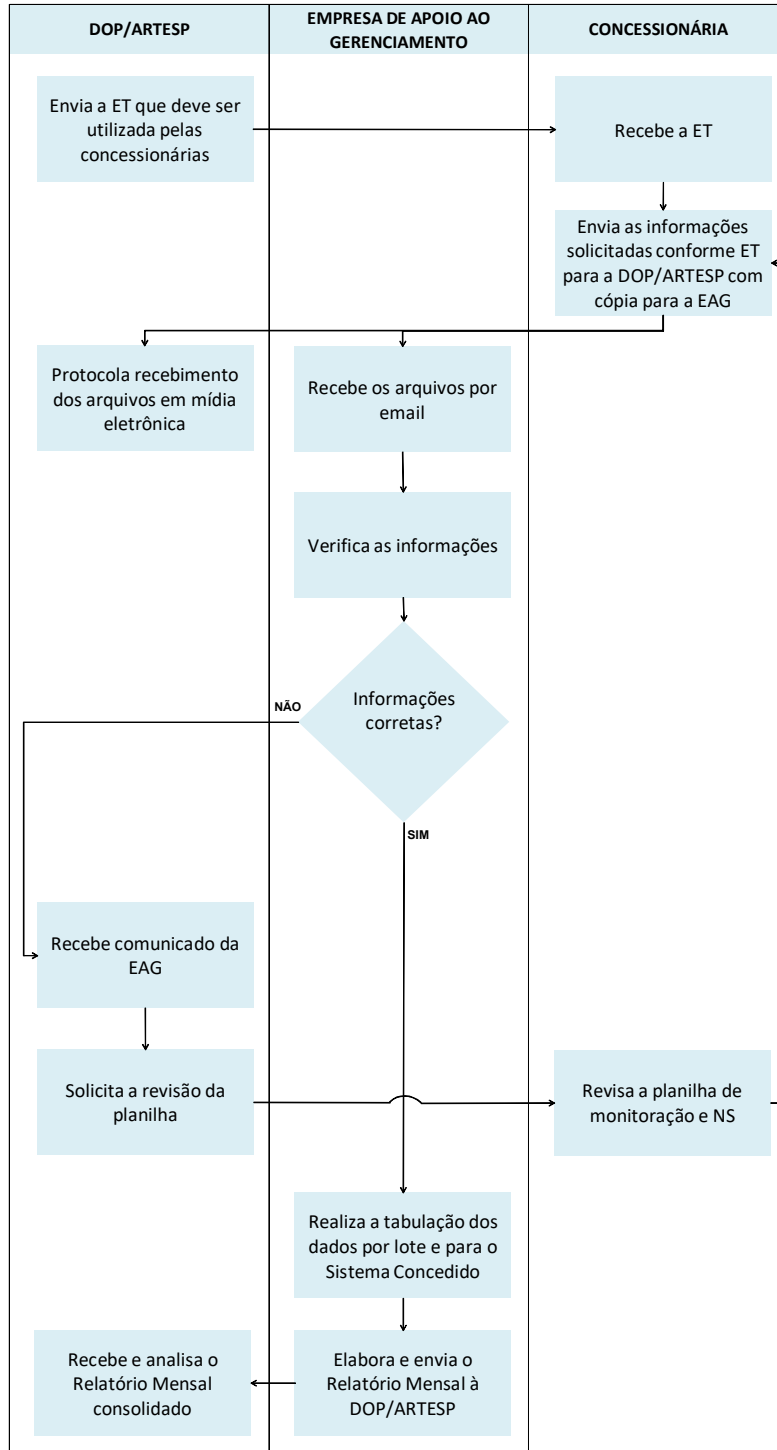 DOP/ARTESP
EMPRESA DE APOIO AO
GERENCIAMENTO
CONCESSIONÁRIA
Envia a ET que deve ser
utilizada pelas
concessionárias
Recebe a ET
Envia as informações
solicitadas conforme ET
para a DOP/ARTESP com
cópia para a EAG
Protocola recebimento
dos arquivos em mídia
eletrônica
Recebe os arquivos por
email
Verifica as informações
Informações
corretas?
NÃO
SIM
Recebe comunicado da
EAG
Solicita a revisão da
planilha
Revisa a planilha de
monitoração e NS
Realiza a tabulação dos
dados por lote e para o
Sistema Concedido
Recebe e analisa o
Relatório Mensal
consolidado
Elabora e envia o
Relatório Mensal à
DOP/ARTESP